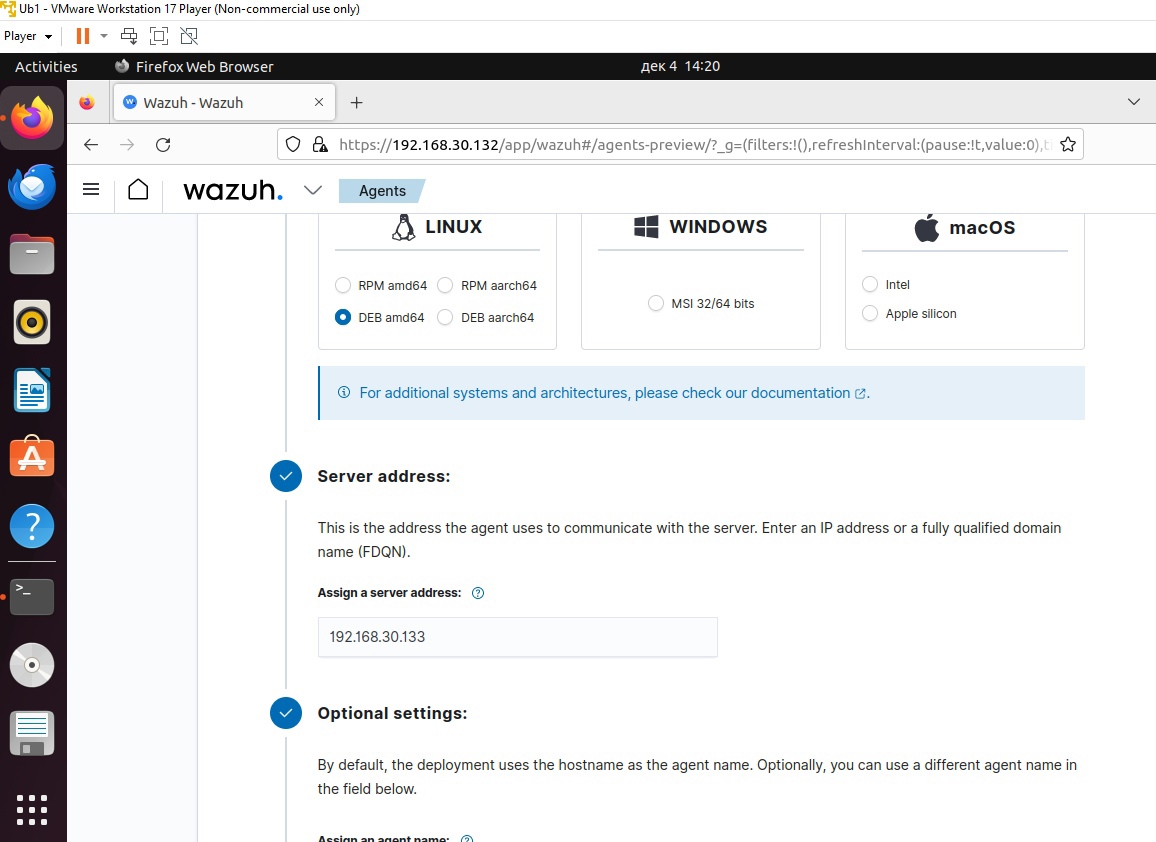 Ub1 - VMware Workstation 17 Player (Non-commercial use only)
Player
Activities
Firefox Web Browser
дек 4 14:20
Wazuh - Wazuh
https://192.168.30.132/app/wazuh#/agents-preview/?_g=(filters:!(),refreshInterval:(pause:!t,value:0),t
wazuh.
Agents
LINUX
RPM amd64
RPM aarch64
DEB amd64
DEB aarch64
WINDOWS
MSI 32/64 bits
macOS
Intel
Apple silicon
For additional systems and architectures, please check our documentation.
Server address:
This is the address the agent uses to communicate with the server. Enter an IP address or a fully qualified domain
name (FDQN).
Assign a server address:
192.168.30.133
Optional settings:
By default, the deployment uses the hostname as the agent name. Optionally, you can use a different agent name in
the field below.
Assign an agent name: